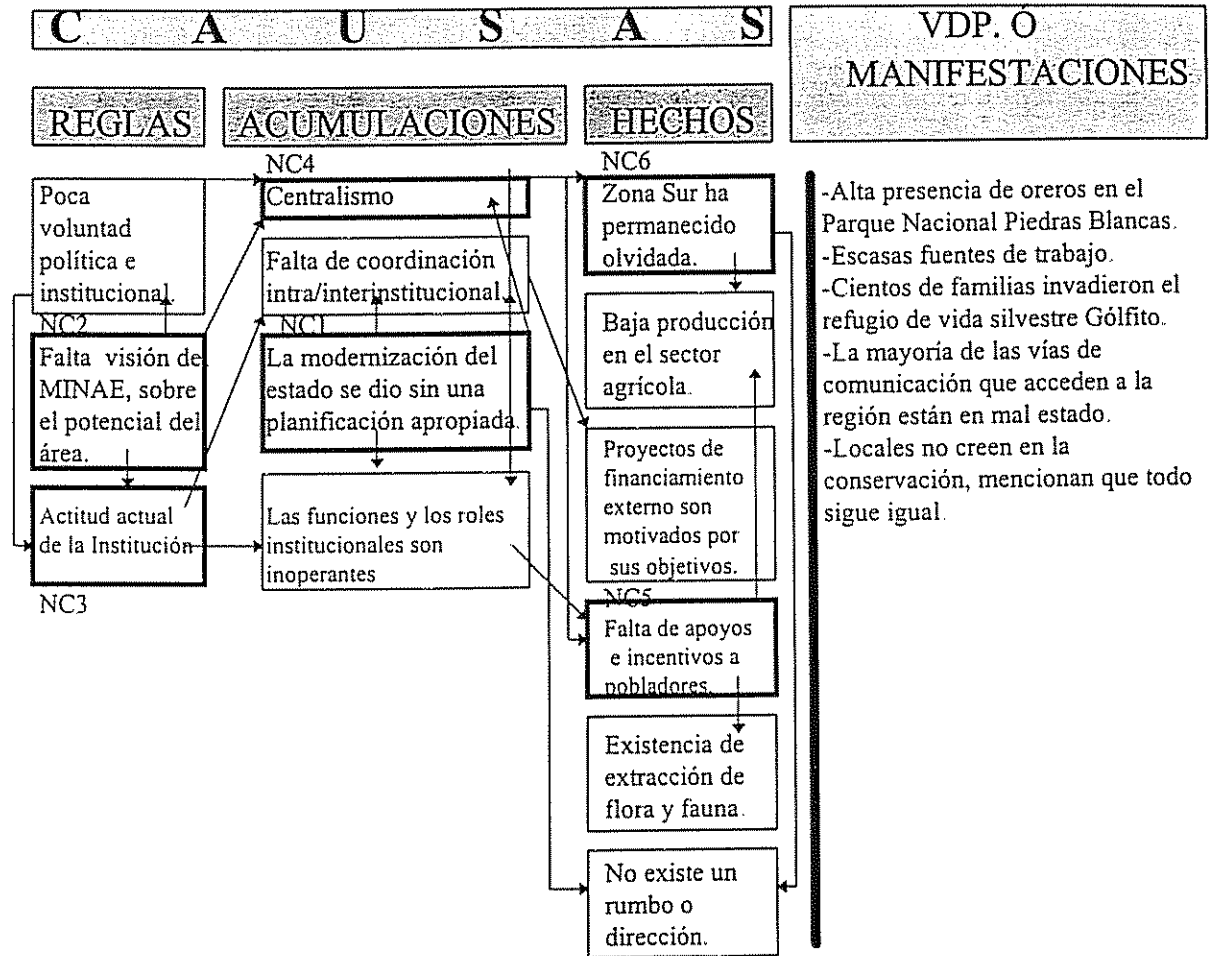 C A U S A S
VDP. Ó
MANIFESTACIONES
REGLAS
ACUMULACIONES
HECHOS
Poca
voluntad
política e
institucional.
NC2
Falta visión de
MINAE, sobre
el potencial del
área.
Actitud actual
de la Institución
NC3
NC4
Centralismo
Falta de coordinación
intra/interinstitucional.
NC1
La modernización del
estado se dio sin una
planificación apropiada.
Las funciones y los roles
institucionales son
inoperantes
NC6
Zona Sur ha
permanecido
olvidada.
Baja producción
en el sector
agrícola.
Proyectos de
financiamiento
externo son
motivados por
sus objetivos.
NC5
Falta de apoyos
e incentivos a
pobladores.
Existencia de
extracción de
flora y fauna.
No existe un
rumbo o
dirección.
-Alta presencia de oreros en el
Parque Nacional Piedras Blancas.
-Escasas fuentes de trabajo.
-Cientos de familias invadieron el
refugio de vida silvestre Gólfito.
-La mayoría de las vías de
comunicación que acceden a la
región están en mal estado.
-Locales no creen en la
conservación, mencionan que todo
sigue igual.